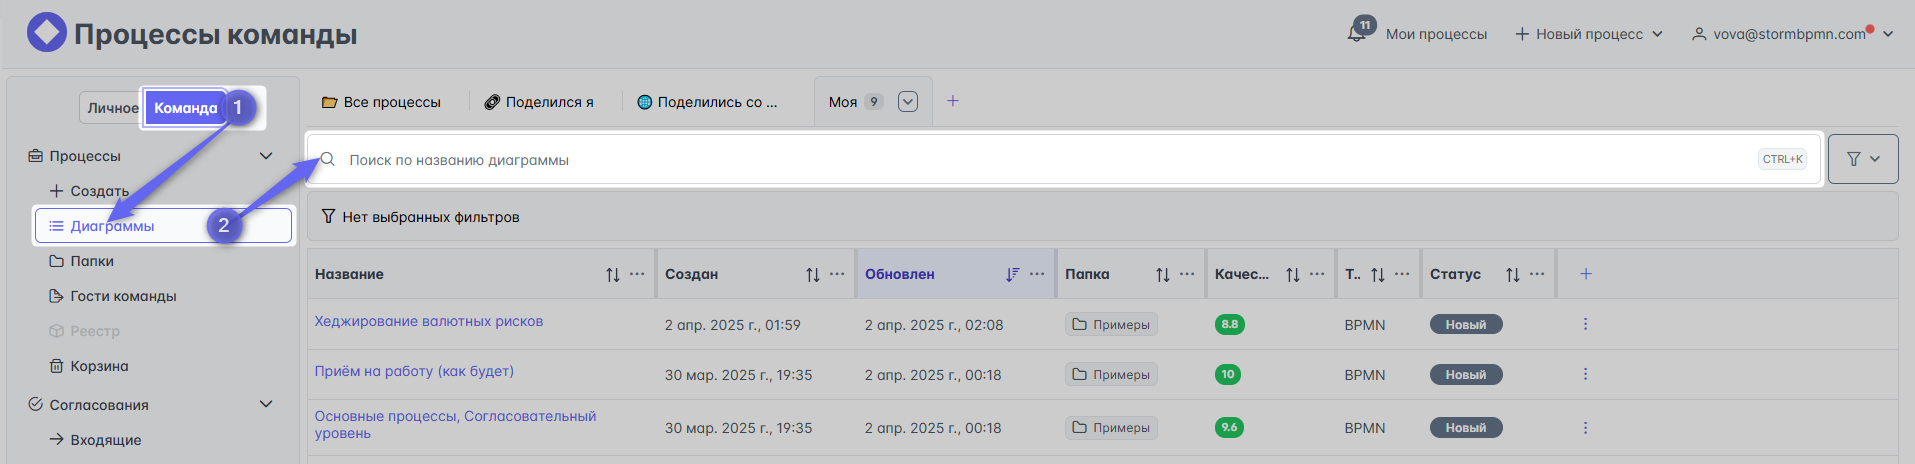 Процессы команды
11
Мои процессы
Новый процесс
vova@stormbpmn.com
Личное
Команда
1
Процессы
Создать
Диаграммы
2
Папки
Гости команды
Реестр
Корзина
Согласования
Входящие
Все процессы
Поделился я
Поделились со ...
Моя 9
Поиск по названию диаграммы
CTRL+K
Нет выбранных фильтров
Название Создан Обновлен Папка Качес... Т.. Статус
Хеджирование валютных рисков 2 апр. 2025 г., 01:59 2 апр. 2025 г., 02:08 Примеры 8.8 BPMN Новый
Приём на работу (как будет) 30 мар. 2025 г., 19:35 2 апр. 2025 г., 00:18 Примеры 10 BPMN Новый
Основные процессы, Согласовательный
уровень 30 мар. 2025 г., 19:35 2 апр. 2025 г., 00:18 Примеры 9.6 BPMN Новый